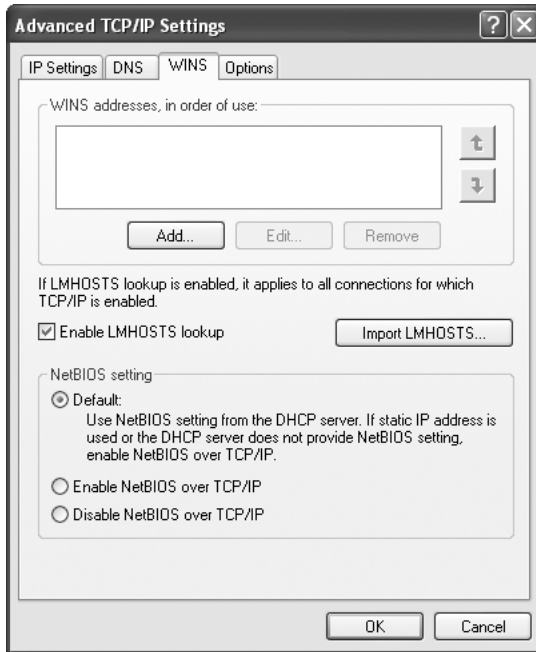 Advanced TCP/IP Settings
IP Settings DNS WINS Options
WINS addresses, in order of use:
Add... Edit... Remove
If LMHOSTS lookup is enabled, it applies to all connections for which
TCP/IP is enabled.
Enable LMHOSTS lookup Import LMHOSTS...
NetBIOS setting
Default:
Use NetBIOS setting from the DHCP server. If static IP address is
used or the DHCP server does not provide NetBIOS setting,
enable NetBIOS over TCP/IP.
Enable NetBIOS over TCP/IP
Disable NetBIOS over TCP/IP
OK Cancel